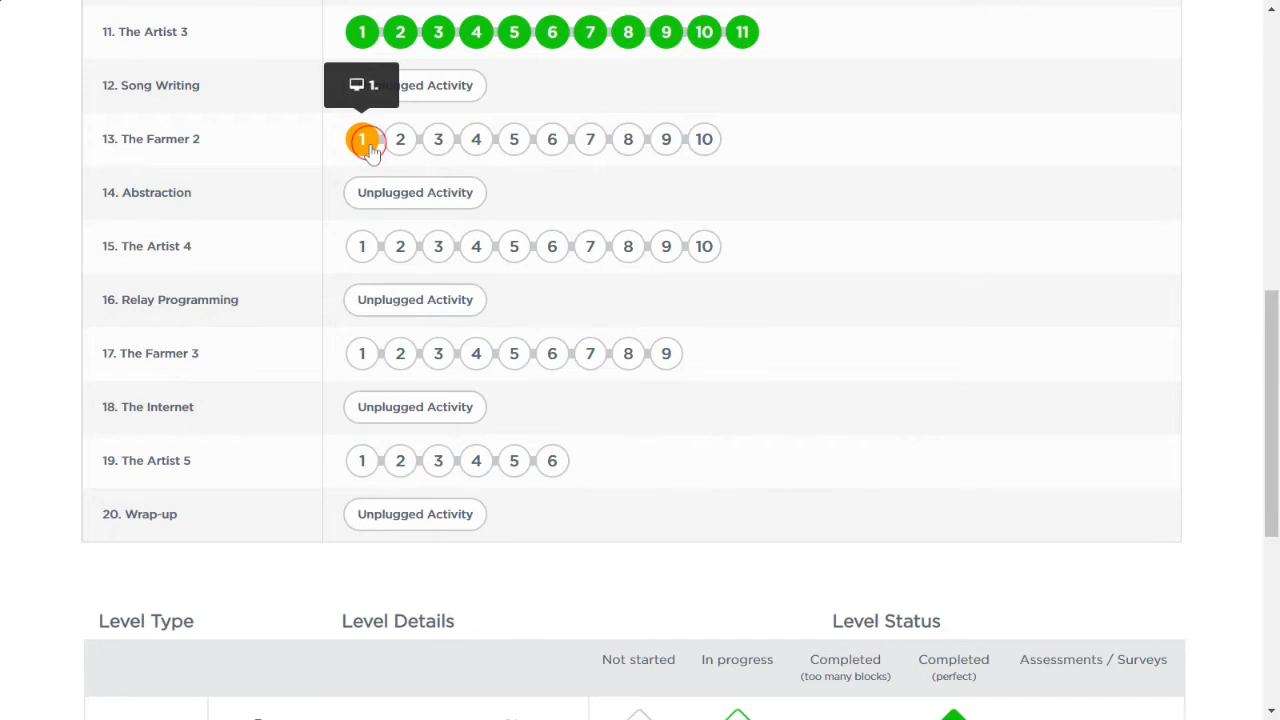 11. The Artist 3 1 2 3 4 5 6 7 8 9 10 11
12. Song Writing ugged Activity
1.
13. The Farmer 2 1 2 3 4 5 6 7 8 9 10
14. Abstraction Unplugged Activity
15. The Artist 4 1 2 3 4 5 6 7 8 9 10
16. Relay Programming Unplugged Activity
17. The Farmer 3 1 2 3 4 5 6 7 8 9
18. The Internet Unplugged Activity
19. The Artist 5 1 2 3 4 5 6
20. Wrap-up Unplugged Activity
Level Type Level Details Level Status
Not started In progress Completed Completed Assessments / Surveys
(too many blocks) (perfect)